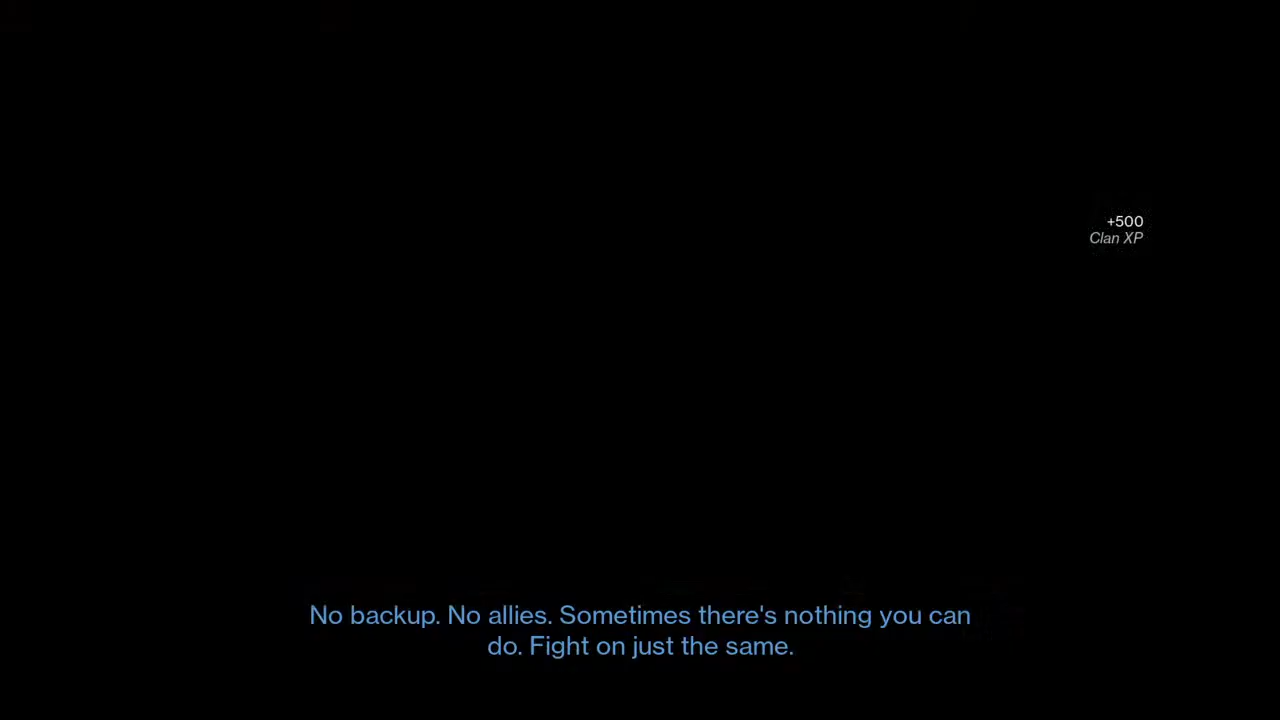 +500
Clan XP
No backup. No allies. Sometimes there's nothing you can
do. Fight on just the same.